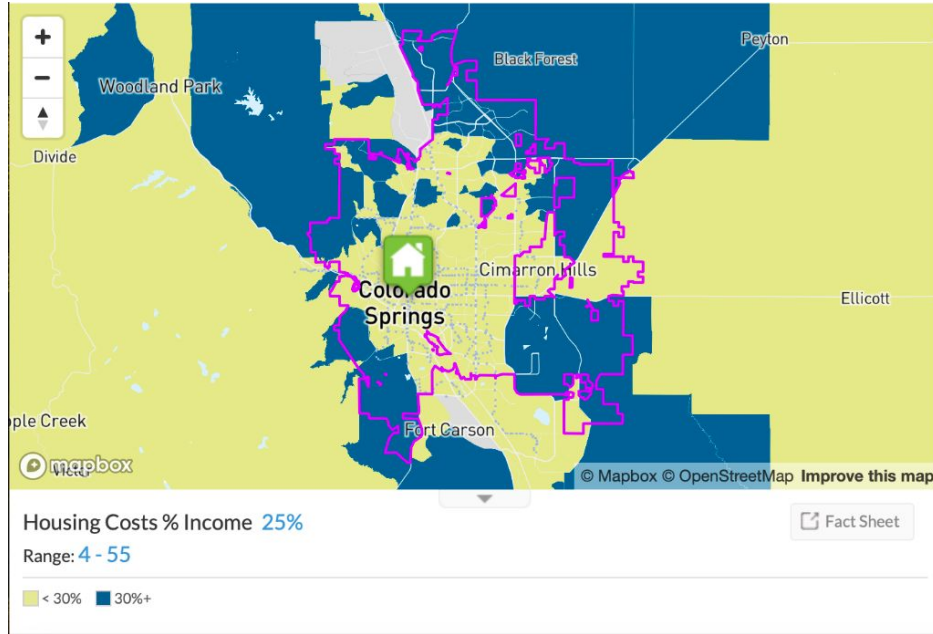 +
Peyton
−
Black Forest
Woodland Park
Divide
Cimarron Hills
Colorado
Springs
Ellicott
ple Creek
Fort Carson
mapbox
© Mapbox © OpenStreetMap Improve this map
Housing Costs % Income 25%
Fact Sheet
Range: 4 - 55
< 30% 30%+